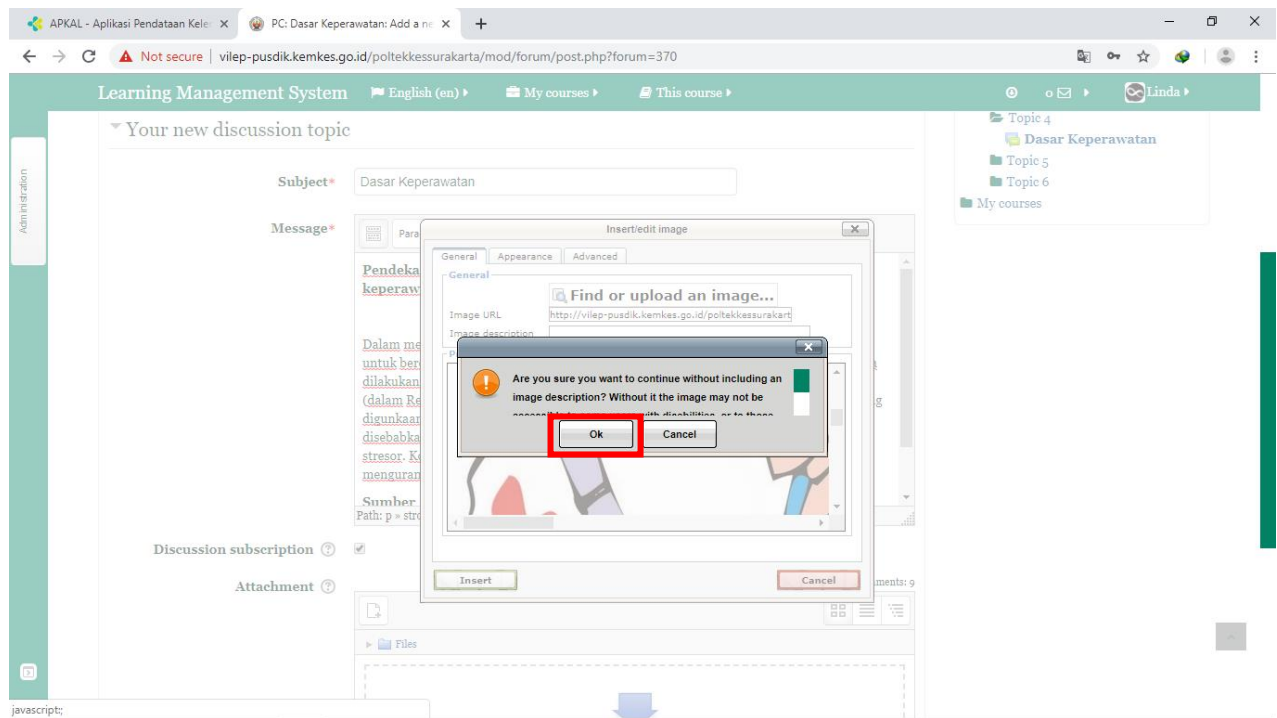 APKAL - Aplikasi Pendataan Keler
PC: Dasar Keperawatan: Add a ne
Not secure | vilep-pusdik.kemkes.go.id/poltekkessurakarta/mod/forum/post.php?forum=370
Learning Management System
English (en)
My courses
This course
0
Linda
Administration
Your new discussion topic
Subject*
Dasar Keperawatan
Topic 4
Dasar Keperawatan
Topic 5
Topic 6
My courses
Message*
Para
Insert/edit image
General
Appearance
Advanced
General
Find or upload an image...
Image URL
http://vilep-pusdik.kemkes.go.id/poltekkessurakart
Image description
Pendeka
keperaw
Dalam me
untuk ber
dilakukan
(dalam Re
digunkaan
disebabka
stresor. Ke
menguran
Sumber
Path: p » stro
Are you sure you want to continue without including an
image description? Without it the image may not be
Ok
Cancel
Insert
Cancel
Discussion subscription
Attachment
ments: 9
Files
javascript:;